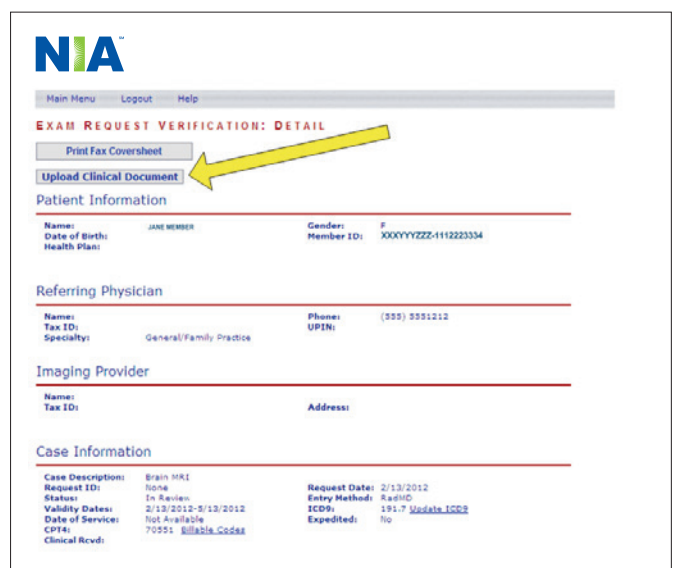 NIA
Main Menu Logout Help
EXAM REQUEST VERIFICATION: DETAIL
Print Fax Coversheet
Upload Clinical Document
Patient Information
Name: JANE MEMBER Gender: F
Date of Birth: Member ID: XXXYYYZZZ-1112223334
Health Plan:
Referring Physician
Name: Phone: (555) 5551212
Tax ID: UPIN:
Specialty: General/Family Practice
Imaging Provider
Name:
Tax ID: Address:
Case Information
Case Description: Brain MRI
Request ID: None Request Date: 2/13/2012
Status: In Review Entry Method: RadMD
Validity Dates: 2/13/2012-5/13/2012 ICD9: 191.7 Update ICD9
Date of Service: Not Available Expedited: No
CPT4: 70551 Billable Codes
Clinical Rcvd: